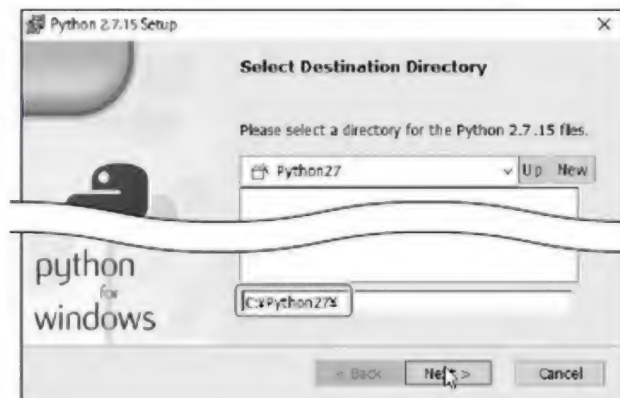 Python 2.7.15 Setup
Select Destination Directory
Please select a directory for the Python 2.7.15 files.
Python27
Up New
python
for
windows
C:¥Python27¥
< Back Next > Cancel